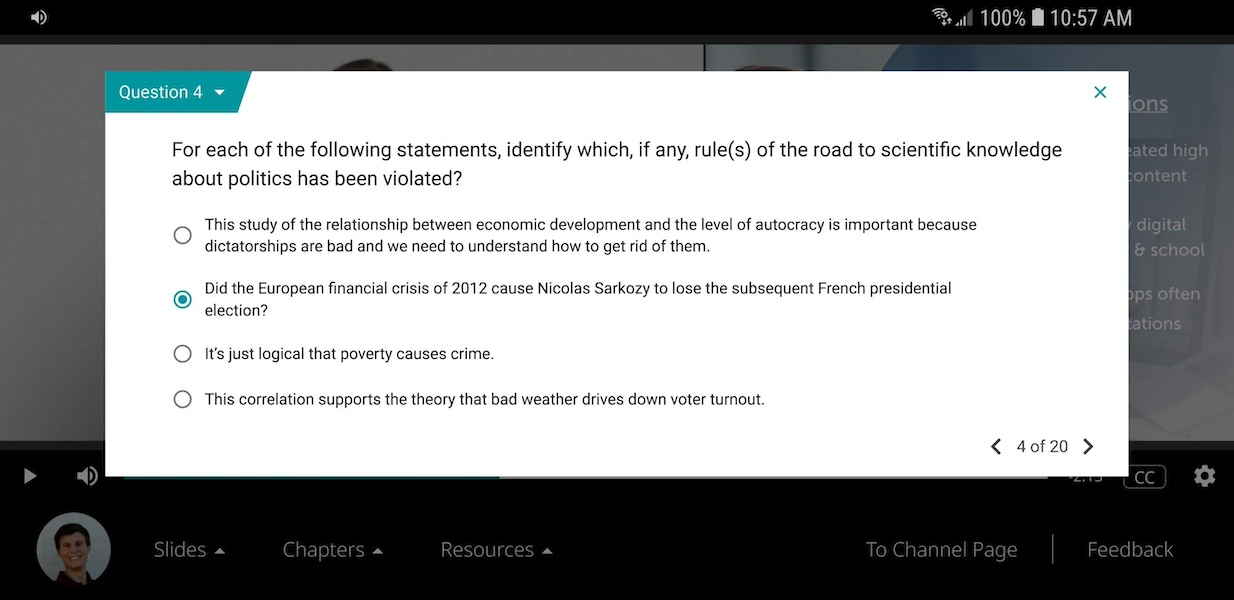 100% 10:57 AM
Question 4
ions
For each of the following statements, identify which, if any, rule(s) of the road to scientific knowledge
about politics has been violated?
eated high
content
This study of the relationship between economic development and the level of autocracy is important because
dictatorships are bad and we need to understand how to get rid of them.
digital
& school
Did the European financial crisis of 2012 cause Nicolas Sarkozy to lose the subsequent French presidential
election?
ops often
tations
It's just logical that poverty causes crime.
This correlation supports the theory that bad weather drives down voter turnout.
4 of 20
CC
Slides
Chapters
Resources
To Channel Page
Feedback